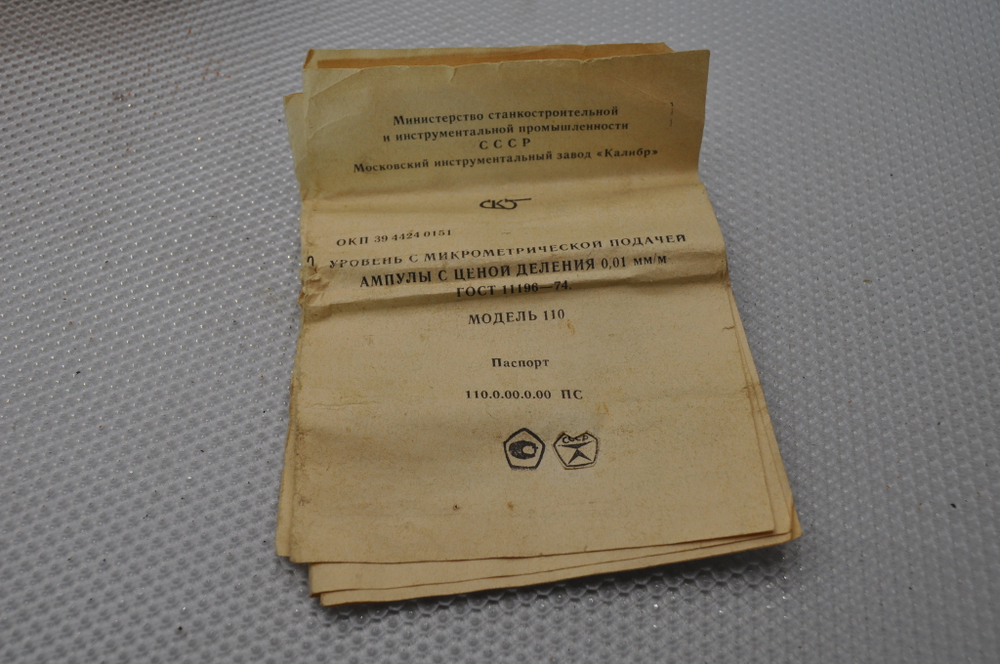 Министерство станкостроительной
и инструментальной промышленности
СССР
Московский инструментальный завод «Калибр»
ОКП 39 4424 0151
УРОВЕНЬ С МИКРОМЕТРИЧЕСКОЙ ПОДАЧЕЙ
АМПУЛЫ С ЦЕНОЙ ДЕЛЕНИЯ 0,01 мм/м
ГОСТ 11196—74.
МОДЕЛЬ 110
Паспорт
110.0.00.0.00 ПС
СССР